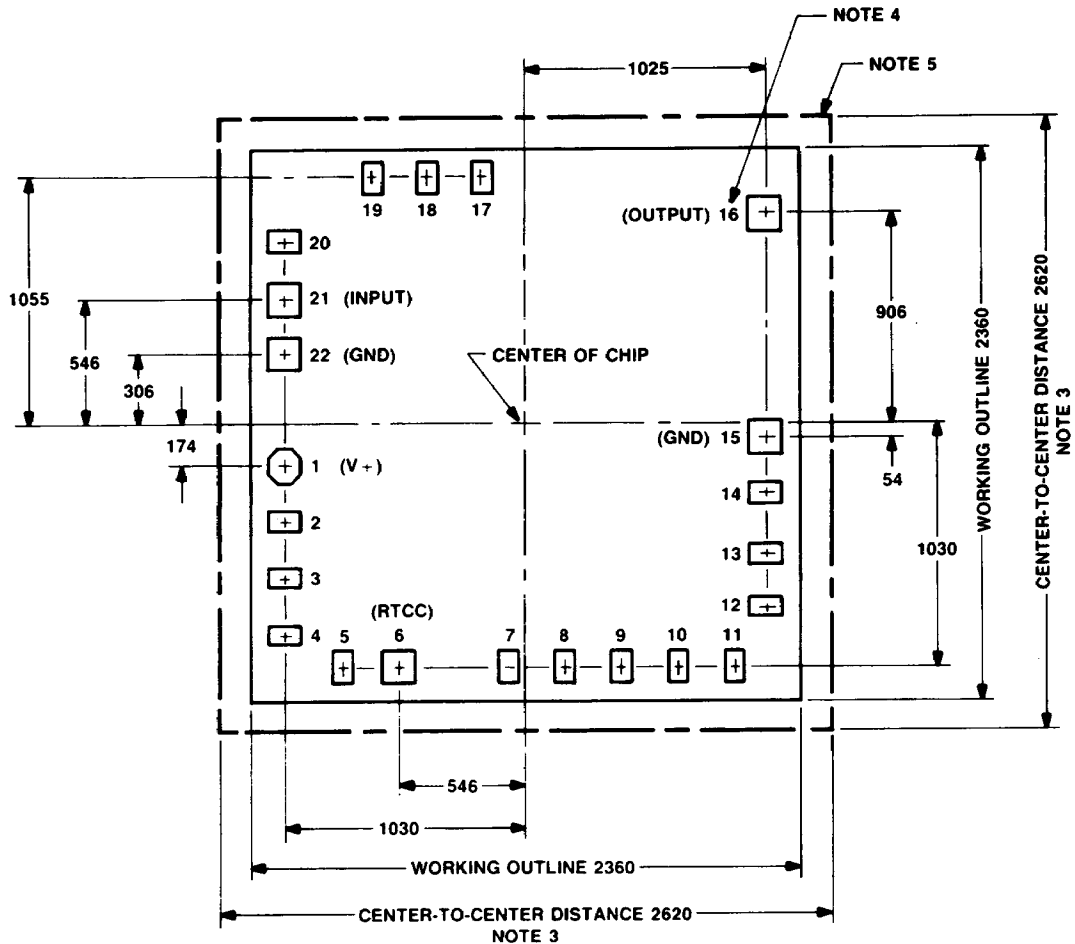 NOTE 4
1025
NOTE 5
19
18
17
(OUTPUT) 16
20
1055
21 (INPUT)
906
546
22 (GND)
CENTER OF CHIP
306
174
(GND) 15
1 (V+)
54
14
2
13
1030
3
12
(RTCC)
4
5
6
7
8
9
10
11
WORKING OUTLINE 2360
CENTER-TO-CENTER DISTANCE 2620
NOTE 3
546
1030
WORKING OUTLINE 2360
CENTER-TO-CENTER DISTANCE 2620
NOTE 3